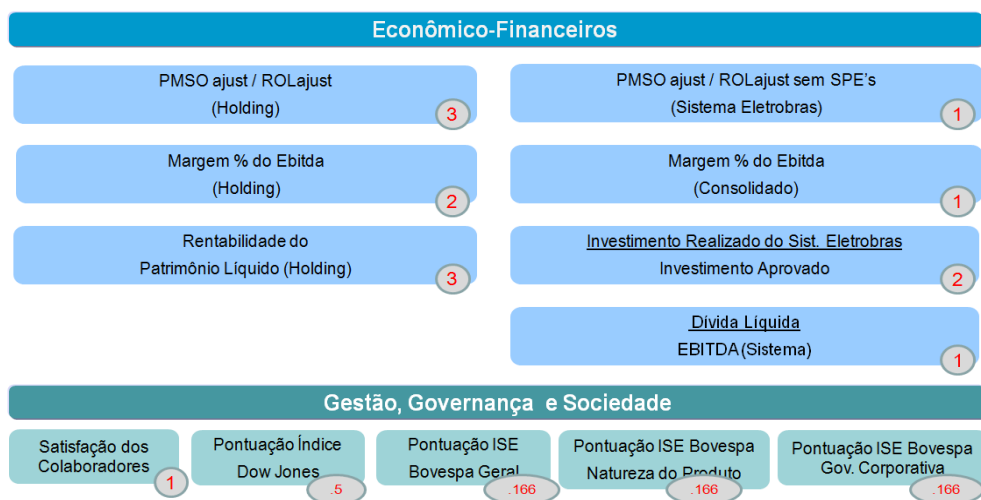 Econômico-Financeiros
PMSO ajust / ROLajust
(Holding)
3
PMSO ajust / ROLajust sem SPE's
(Sistema Eletrobras)
1
Margem % do Ebitda
(Holding)
2
Margem % do Ebitda
(Consolidado)
1
Rentabilidade do
Patrimônio Líquido (Holding)
3
Investimento Realizado do Sist. Eletrobras
Investimento Aprovado
2
Dívida Líquida
EBITDA(Sistema)
1
Gestão, Governança e Sociedade
Satisfação dos
Colaboradores
1
Pontuação Índice
Dow Jones
.5
Pontuação ISE
Bovespa Geral
.166
Pontuação ISE Bovespa
Natureza do Produto
.166
Pontuação ISE Bovespa
Gov. Corporativa
.166